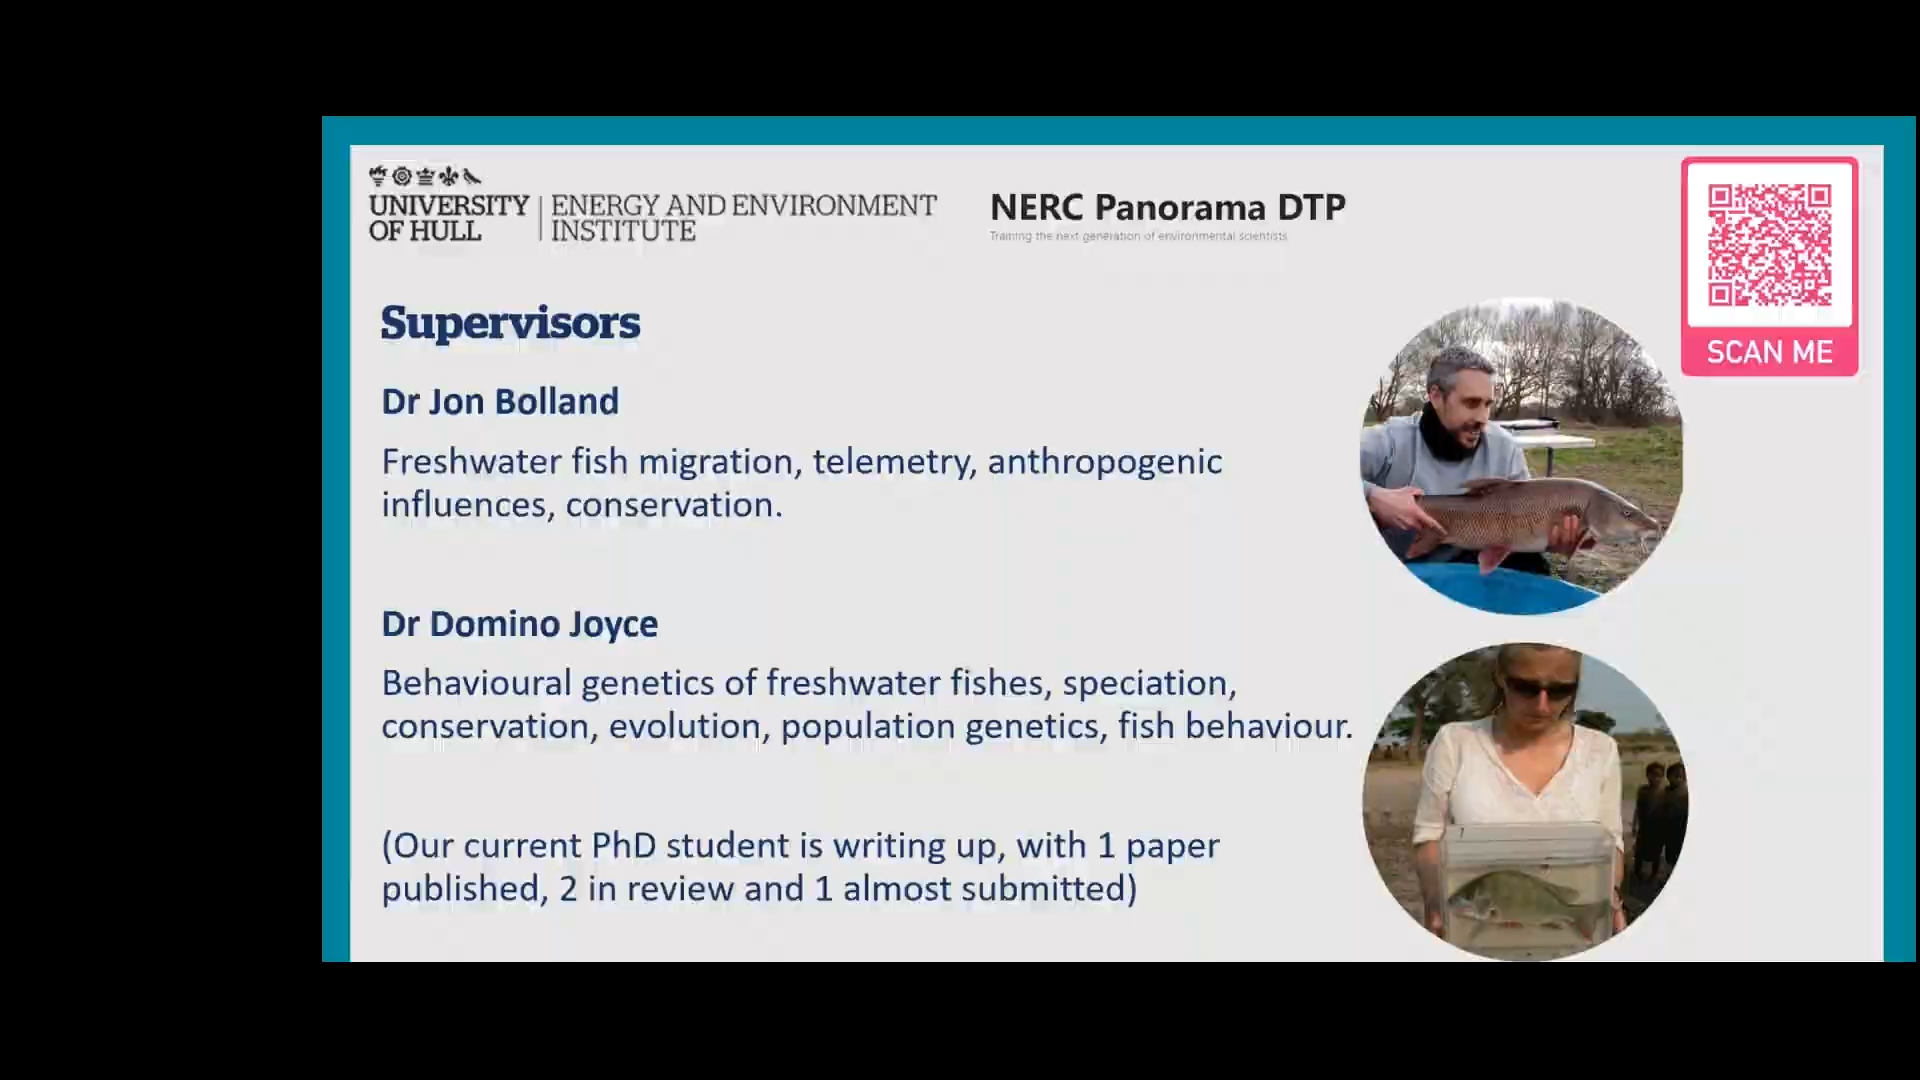 UNIVERSITY
OF HULL
ENERGY AND ENVIRONMENT
INSTITUTE
NERC Panorama DTP
Training the next generation of environmental scientists
SCAN ME
Supervisors
Dr Jon Bolland
Freshwater fish migration, telemetry, anthropogenic
influences, conservation.
Dr Domino Joyce
Behavioural genetics of freshwater fishes, speciation,
conservation, evolution, population genetics, fish behaviour.
(Our current PhD student is writing up, with 1 paper
published, 2 in review and 1 almost submitted)